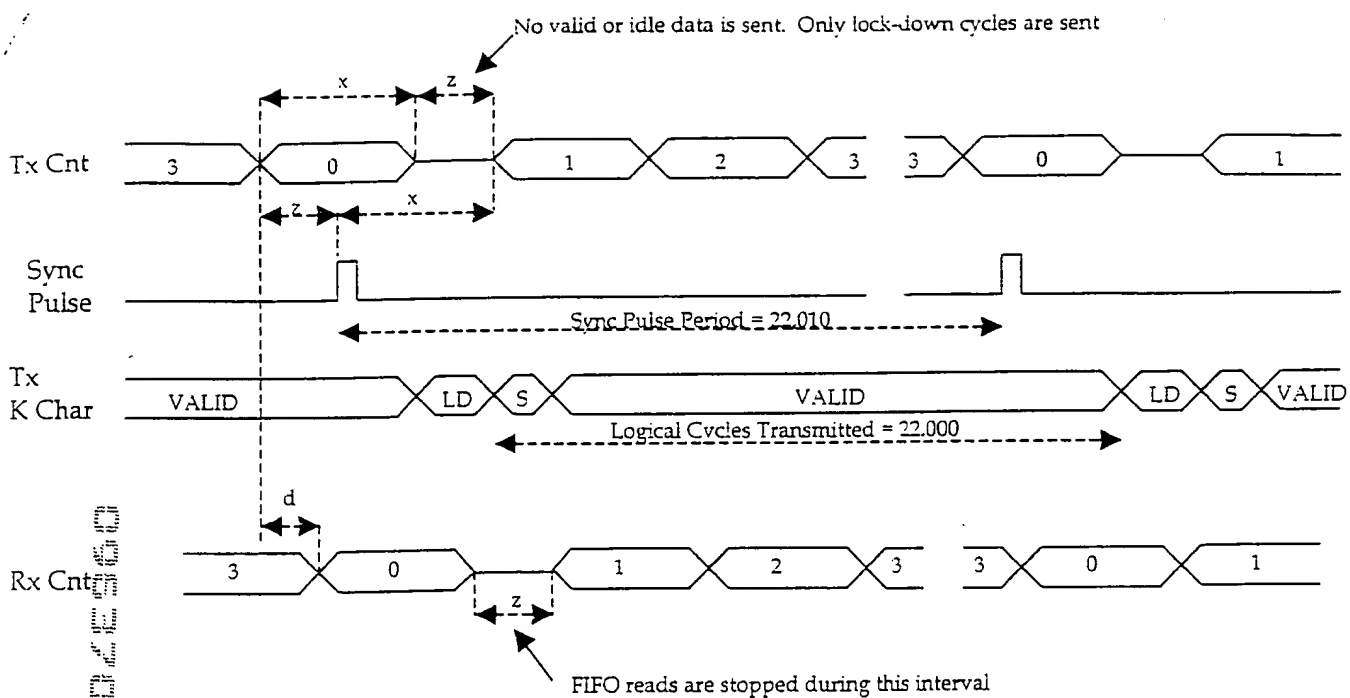 No valid or idle data is sent. Only lock-down cycles are sent
x z
Tx Cnt 3 0 1 2 3 3 0 1
z x
Sync
Pulse
Sync Pulse Period = 22.010
Tx
K Char VALID LD S VALID LD S VALID
Logical Cycles Transmitted = 22.000
d
Rx Cnt 3 0 1 2 3 3 0 1
z
FIFO reads are stopped during this interval